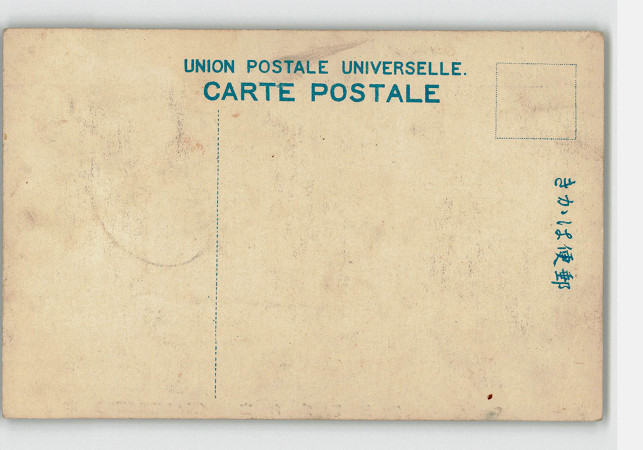 UNION POSTALE UNIVERSELLE.
CARTE POSTALE
きかは便郵